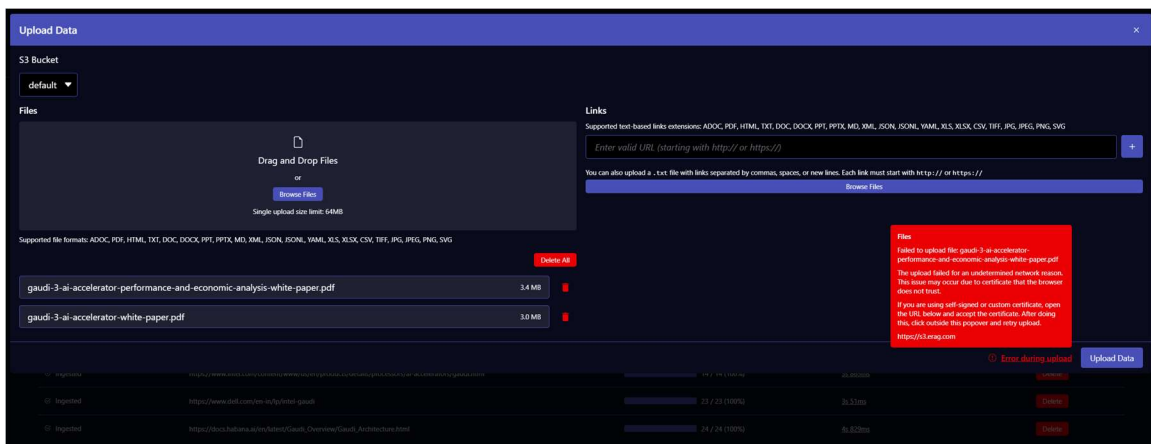 Upload Data
×
S3 Bucket
default
Files
Drag and Drop Files
or
Browse Files
Single upload size limit: 64MB
Supported file formats: ADOC, PDF, HTML, TXT, DOC, DOCX, PPT, PPTX, MD, XML, JSON, JSONL, YAML, XLS, XLSX, CSV, TIFF, JPG, JPEG, PNG, SVG
Delete All
gaudi-3-ai-accelerator-performance-and-economic-analysis-white-paper.pdf 3.4 MB
gaudi-3-ai-accelerator-white-paper.pdf 3.0 MB
Links
Supported text-based links extensions: ADOC, PDF, HTML, TXT, DOC, DOCX, PPT, PPTX, MD, XML, JSON, JSONL, YAML, XLS, XLSX, CSV, TIFF, JPG, JPEG, PNG, SVG
Enter valid URL (starting with http:// or https://)
+
You can also upload a .txt file with links separated by commas, spaces, or new lines. Each link must start with http:// or https://
Browse Files
Files
Failed to upload file: gaudi-3-ai-accelerator-
performance-and-economic-analysis-white-paper.pdf
The upload failed for an undetermined network reason.
This issue may occur due to certificate that the browser
does not trust.
If you are using self-signed or custom certificate, open
the URL below and accept the certificate. After doing
this, click outside this popover and retry upload.
https://s3.erag.com
Error during upload
Upload Data
Ingested 14 / 14 (100%) Delete
Ingested https://www.dell.com/en-in/lp/intel-gaudi 23 / 23 (100%) 3s 51ms Delete
Ingested https://docs.habana.ai/en/latest/Gaudi_Overview/Gaudi_Architecture.html 24 / 24 (100%) 4s 829ms Delete